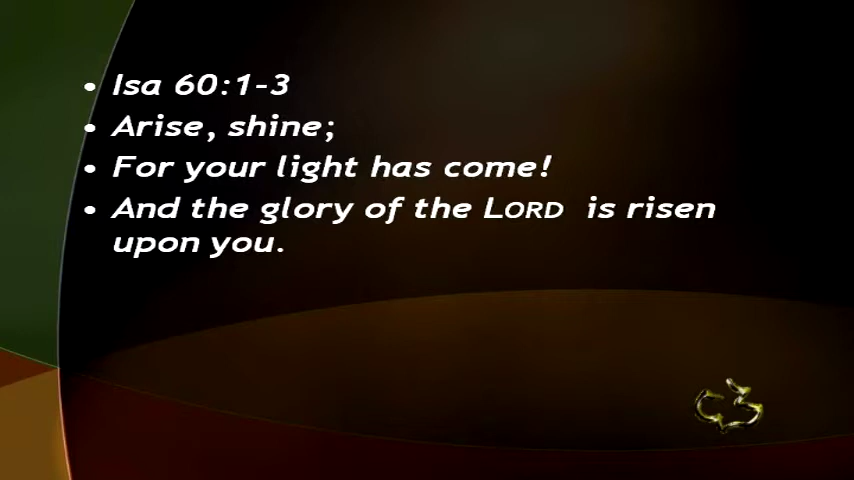 • Isa 60:1-3
• Arise, shine;
• For your light has come!
• And the glory of the LORD is risen
upon you.
C3